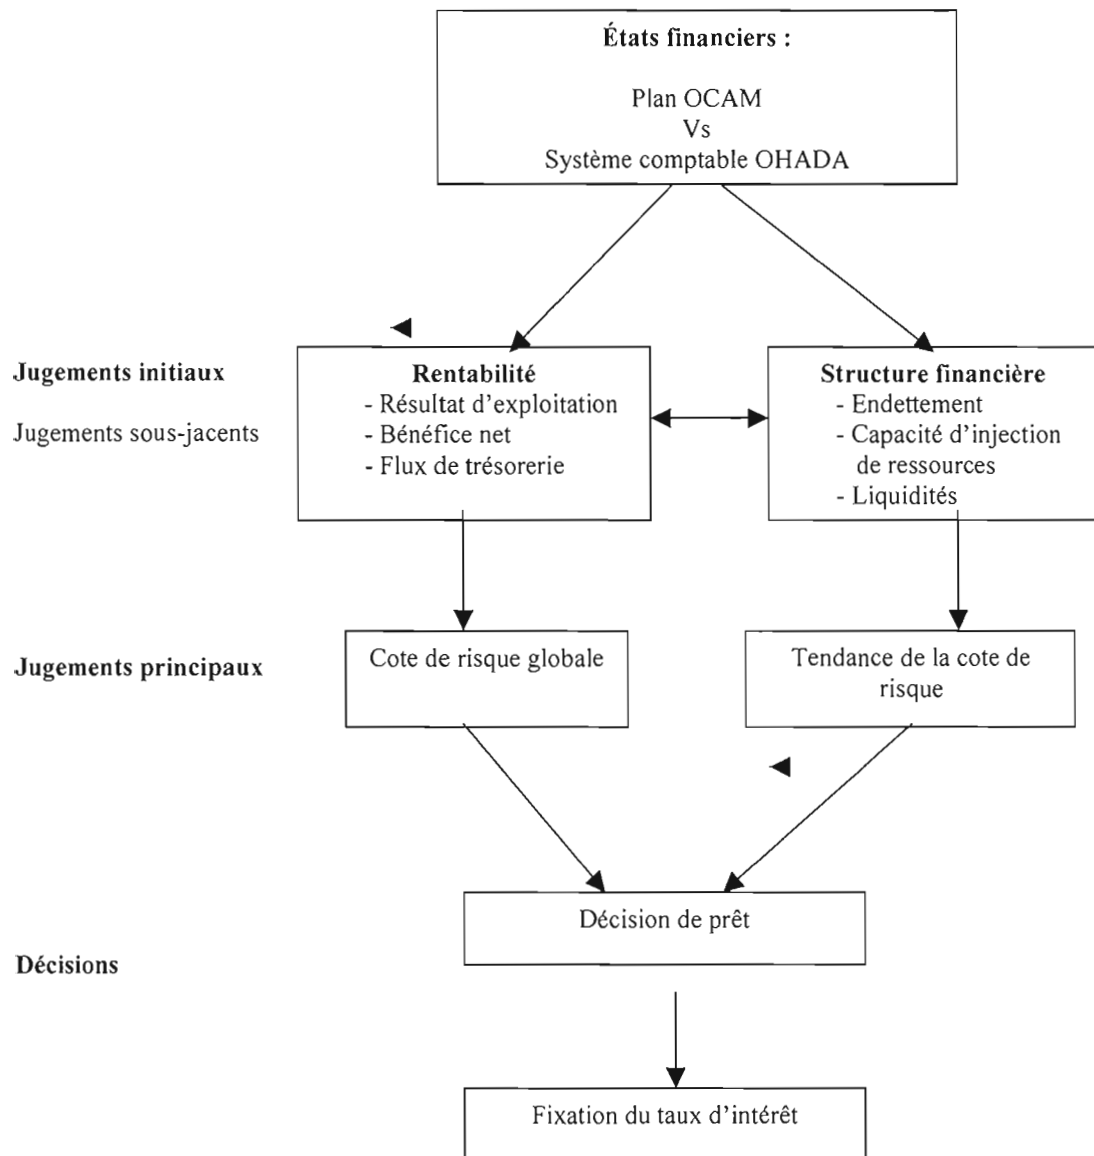 États financiers :
Plan OCAM
Vs
Système comptable OHADA
Jugements initiaux
Jugements sous-jacents
Rentabilité
- Résultat d'exploitation
- Bénéfice net
- Flux de trésorerie
Structure financière
- Endettement
- Capacité d'injection
de ressources
- Liquidités
Jugements principaux
Cote de risque globale
Tendance de la cote de
risque
Décisions
Décision de prêt
Fixation du taux d'intérêt